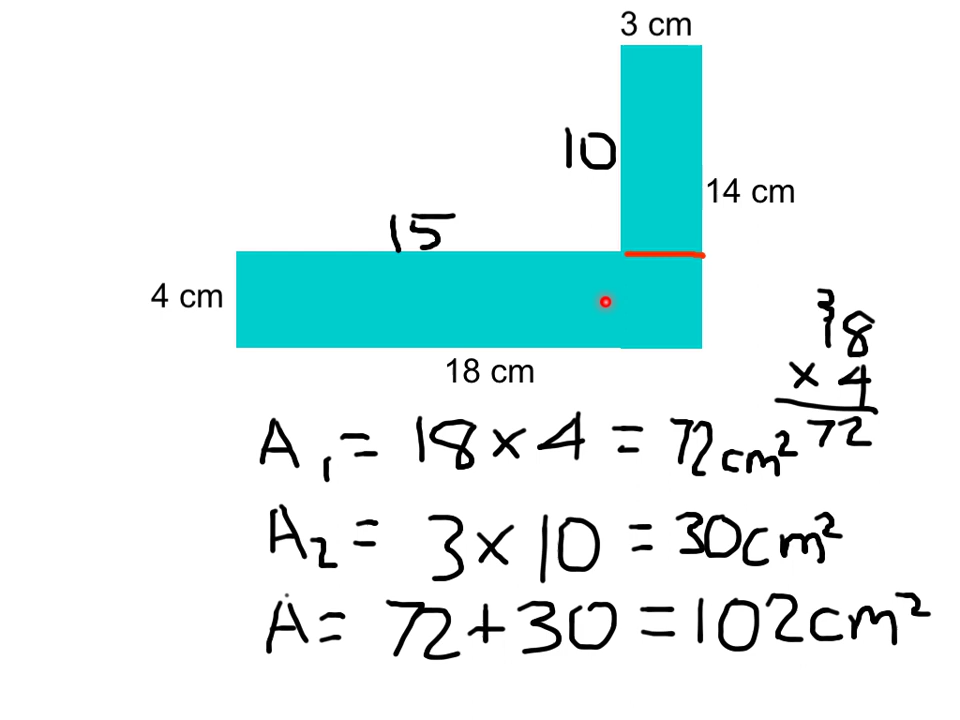 3 cm
10
14 cm
15
4 cm
18 cm
3
18
× 4
72
A₁ = 18 × 4 = 72 cm²
A₂ = 3 × 10 = 30 cm²
A = 72 + 30 = 102 cm²